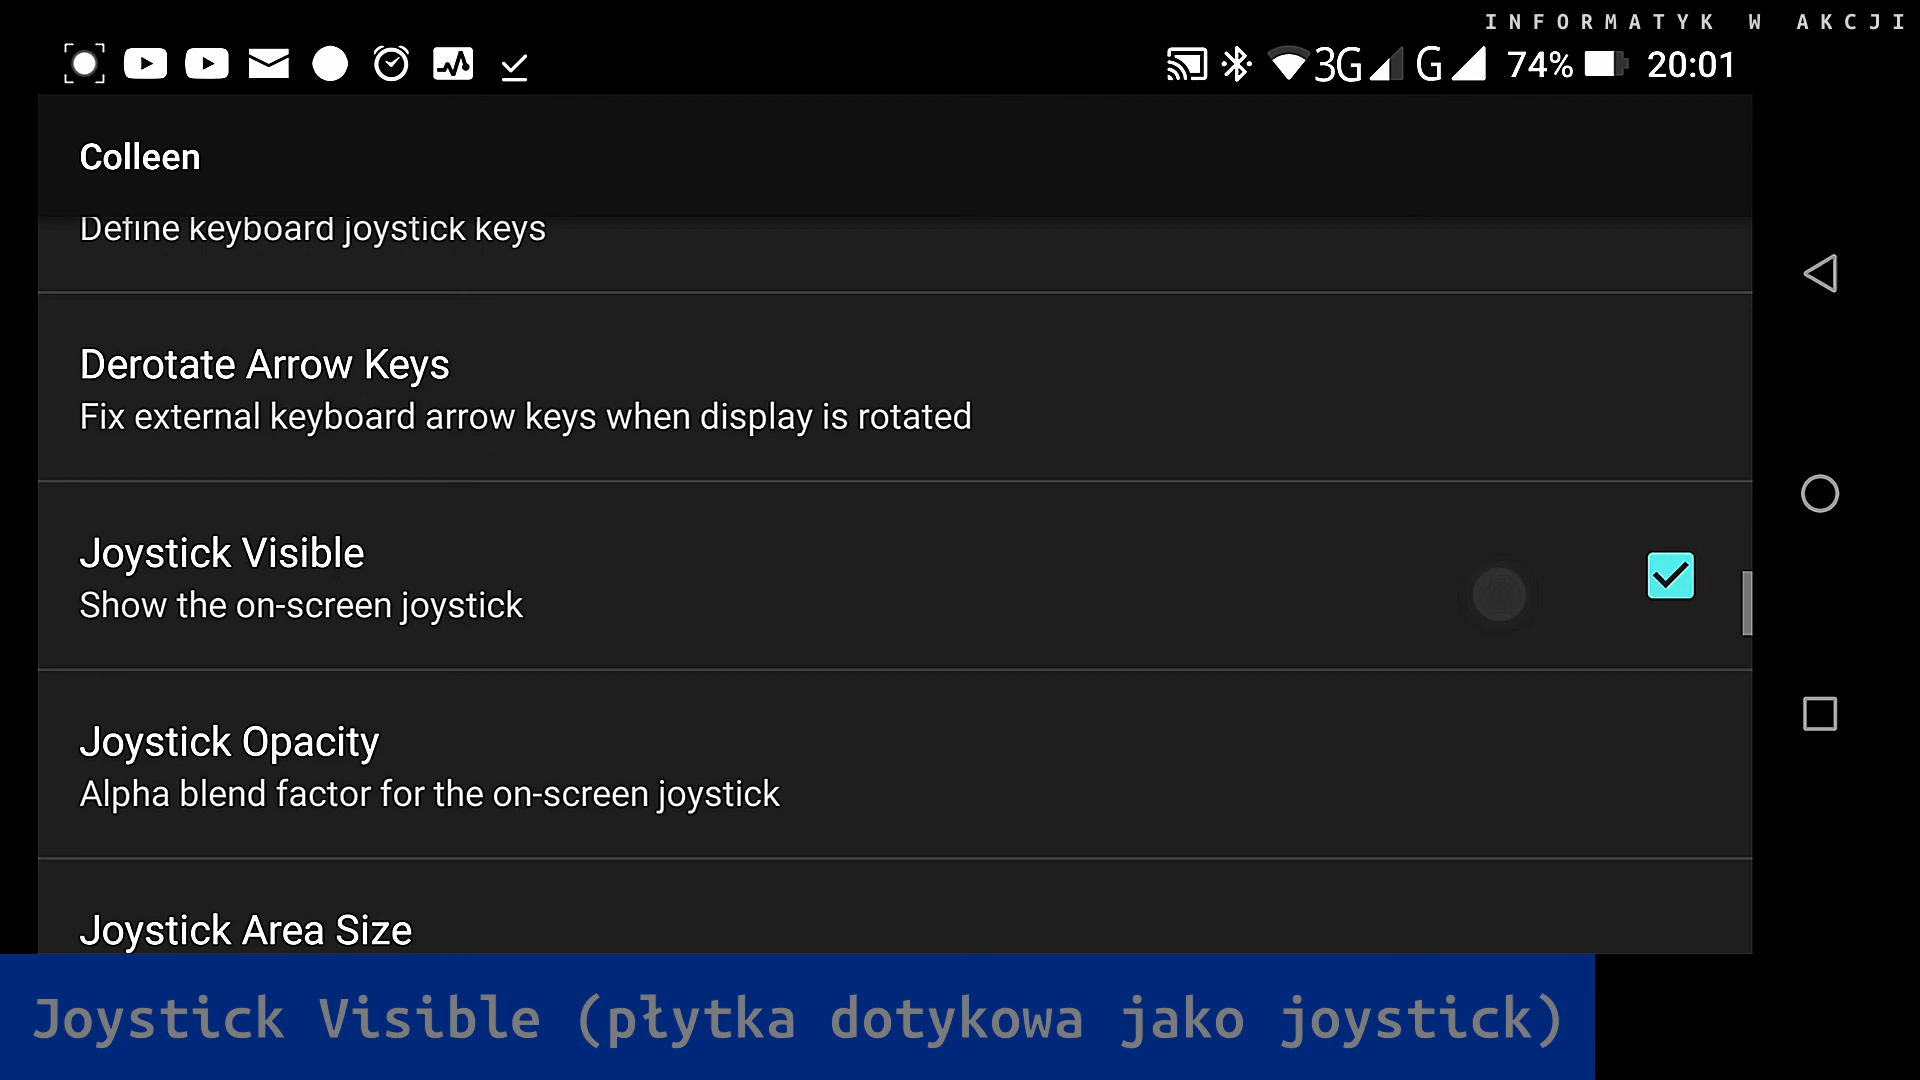 INFORMATYK W AKCJI
3G G 74% 20:01
Colleen
Define keyboard joystick keys
Derotate Arrow Keys
Fix external keyboard arrow keys when display is rotated
Joystick Visible
Show the on-screen joystick
Joystick Opacity
Alpha blend factor for the on-screen joystick
Joystick Area Size
Joystick Visible (płytka dotykowa jako joystick)